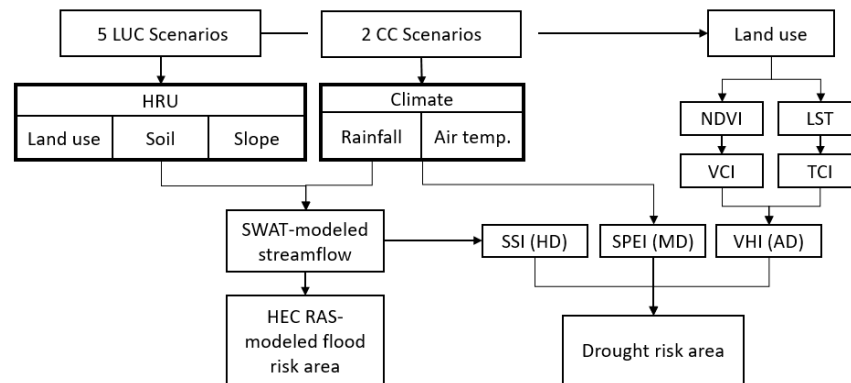 5 LUC Scenarios
2 CC Scenarios
Land use
HRU
Climate
Land use
Soil
Slope
Rainfall
Air temp.
NDVI
LST
VCI
TCI
SWAT-modeled
streamflow
SSI (HD)
SPEI (MD)
VHI (AD)
HEC RAS-
modeled flood
risk area
Drought risk area